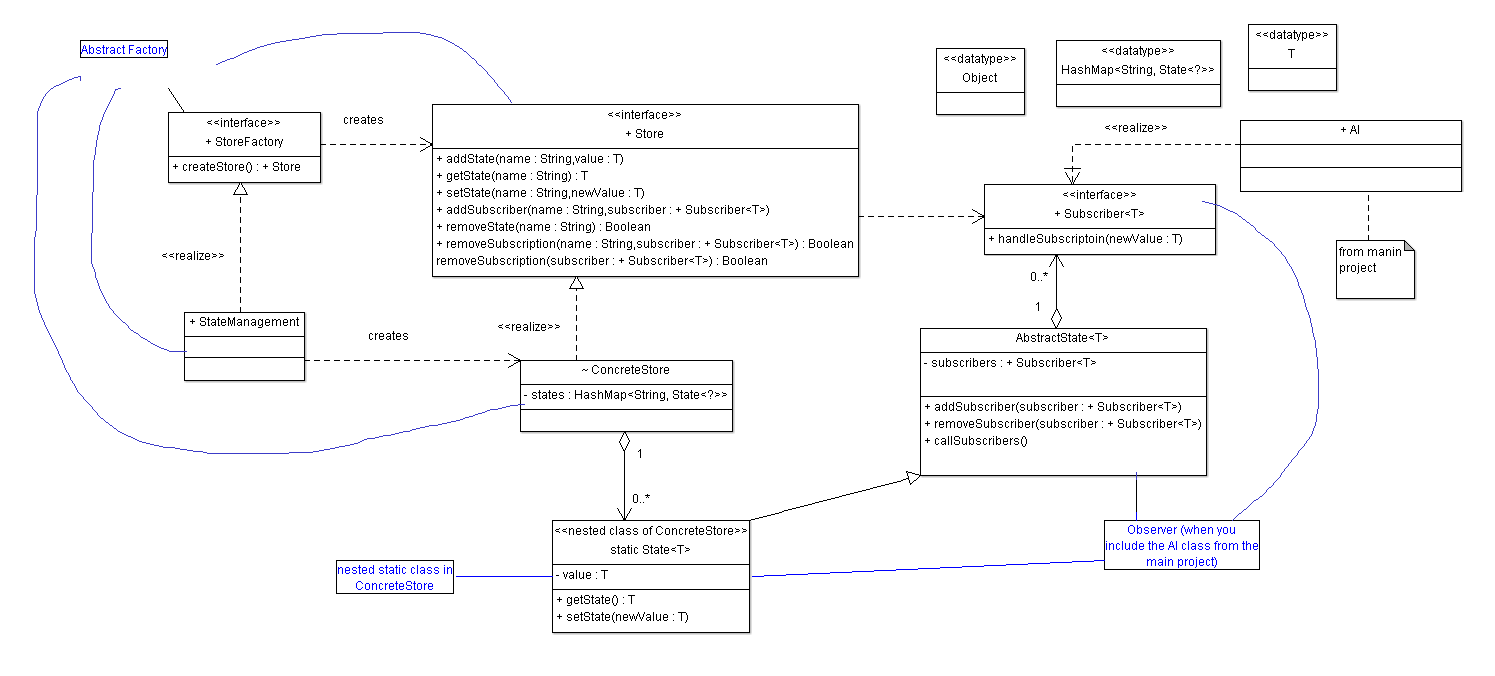 Abstract Factory
<<interface>>
+ StoreFactory
+ createStore() : + Store
creates
<<interface>>
+ Store
+ addState(name : String,value : T)
+ getState(name : String) : T
+ setState(name : String,newValue : T)
+ addSubscriber(name : String,subscriber : + Subscriber<T>)
+ removeState(name : String) : Boolean
+ removeSubscription(name : String,subscriber : + Subscriber<T>) : Boolean
removeSubscription(subscriber : + Subscriber<T>) : Boolean
<<datatype>>
Object
<<datatype>>
HashMap<String, State<?>>
<<datatype>>
T
<<realize>>
+ AI
<<interface>>
+ Subscriber<T>
+ handleSubscriptoin(newValue : T)
from manin
project
<<realize>>
+ StateManagement
creates
<<realize>>
~ ConcreteStore
- states : HashMap<String, State<?>>
0..*
1
AbstractState<T>
- subscribers : + Subscriber<T>
+ addSubscriber(subscriber : + Subscriber<T>)
+ removeSubscriber(subscriber : + Subscriber<T>)
+ callSubscribers()
1
0..*
<<nested class of ConcreteStore>>
static State<T>
- value : T
+ getState() : T
+ setState(newValue : T)
nested static class in
ConcreteStore
Observer (when you
include the AI class from the
main project)